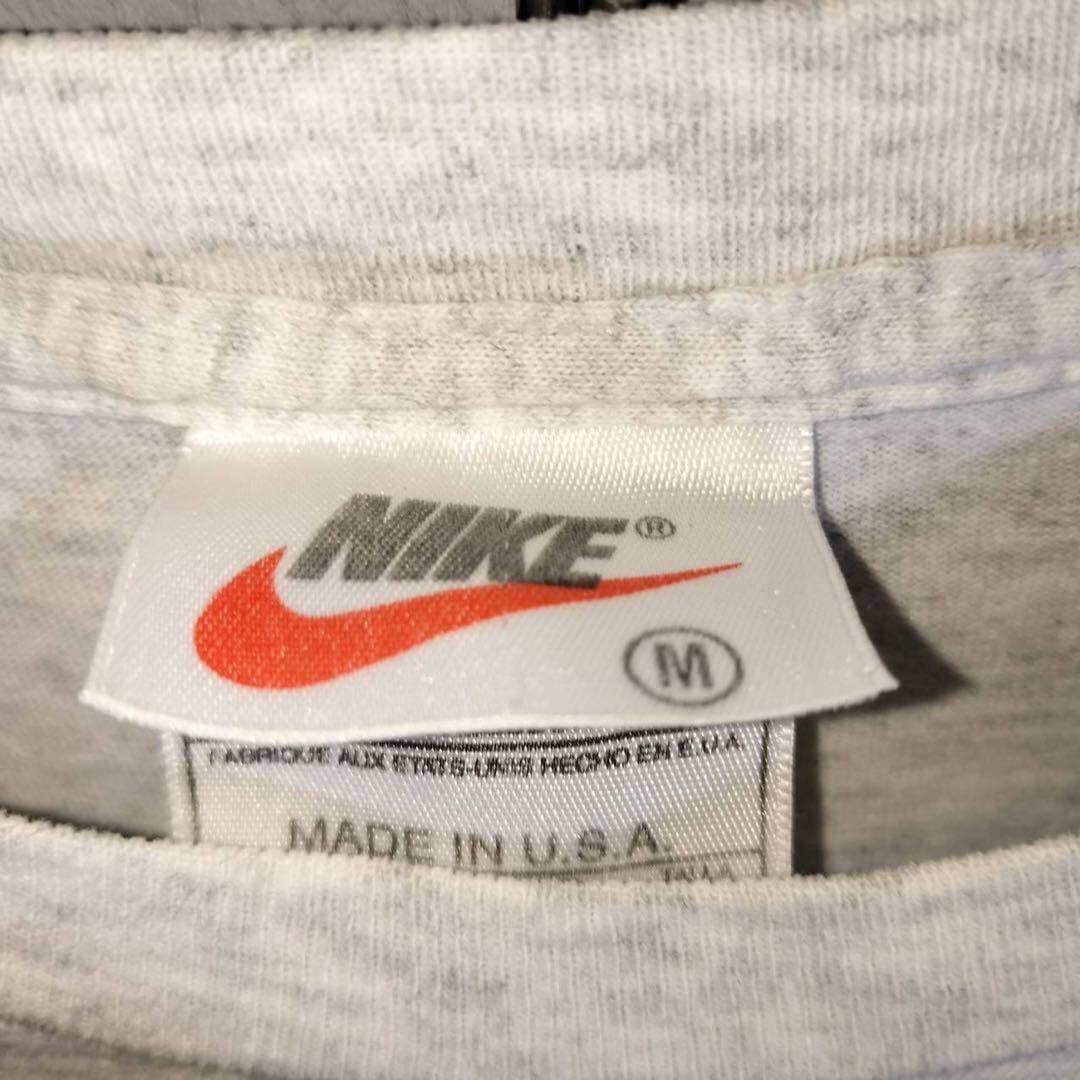 NIKE®
M
FABRIQUE AUX ETATS-UNIS HECHO EN E.U.A
MADE IN U.S.A.